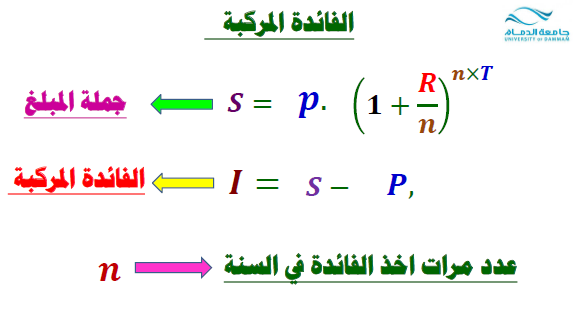 الفائدة المركبة
جامعة الدمام
UNIVERSITY OF DAMMAM
جملة المبلغ S = p. (1 + R/n)^(n×T)
الفائدة المركبة I = s − P,
n عدد مرات اخذ الفائدة في السنة